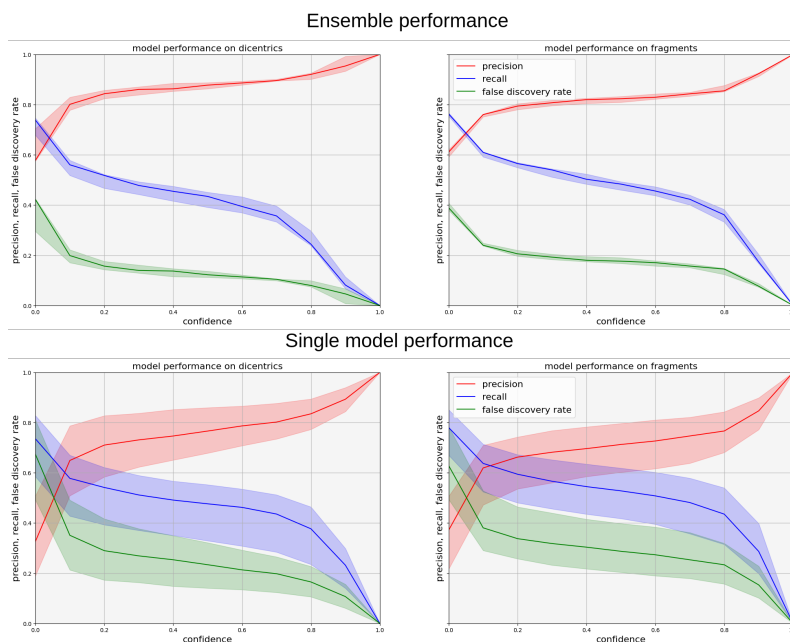 Ensemble performance
model performance on dicentrics
precision, recall, false discovery rate
1.0
0.8
0.6
0.4
0.2
0.0
0.0 0.2 0.4 0.6 0.8 1.0
confidence
model performance on fragments
precision
recall
false discovery rate
precision, recall, false discovery rate
0.0 0.2 0.4 0.6 0.8
confidence
Single model performance
model performance on dicentrics
precision, recall, false discovery rate
1.0
0.8
0.6
0.4
0.2
0.0
0.0 0.2 0.4 0.6 0.8 1.0
confidence
model performance on fragments
precision
recall
false discovery rate
precision, recall, false discovery rate
0.0 0.2 0.4 0.6 0.8
confidence